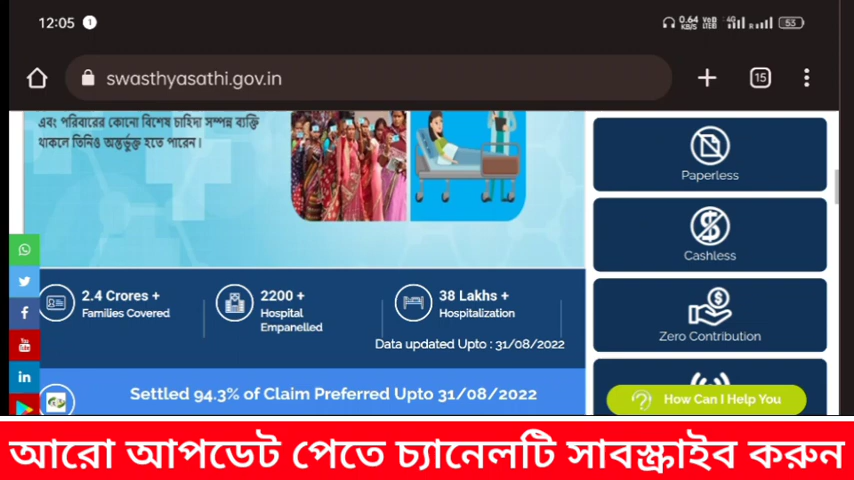 12:05 1 0.64 KB/S VoD LTE 4G R 53
swasthyasathi.gov.in 15
এবং পরিবারের কোনো বিশেষ চাহিদা সম্পন্ন ব্যক্তি
থাকলে তিনিও অন্তর্ভুক্ত হতে পারেন।
Paperless
Cashless
Zero Contribution
2.4 Crores +
Families Covered
2200 +
Hospital
Empanelled
38 Lakhs +
Hospitalization
Data updated Upto : 31/08/2022
Settled 94.3% of Claim Preferred Upto 31/08/2022
How Can I Help You
আরো আপডেট পেতে চ্যানেলটি সাবস্ক্রাইব করুন